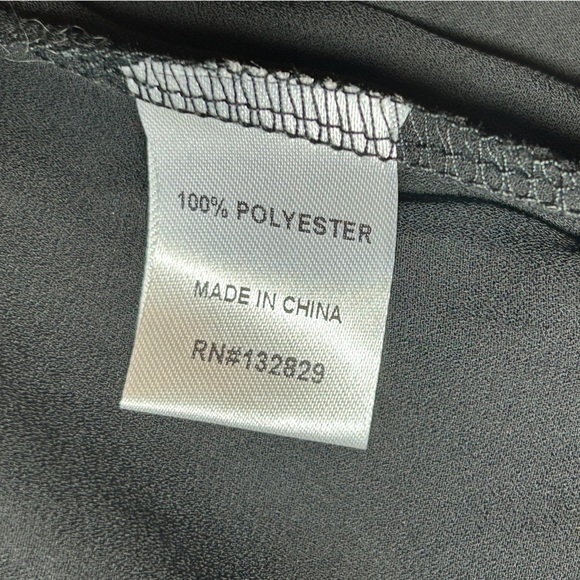 100% POLYESTER
MADE IN CHINA
RN#132829